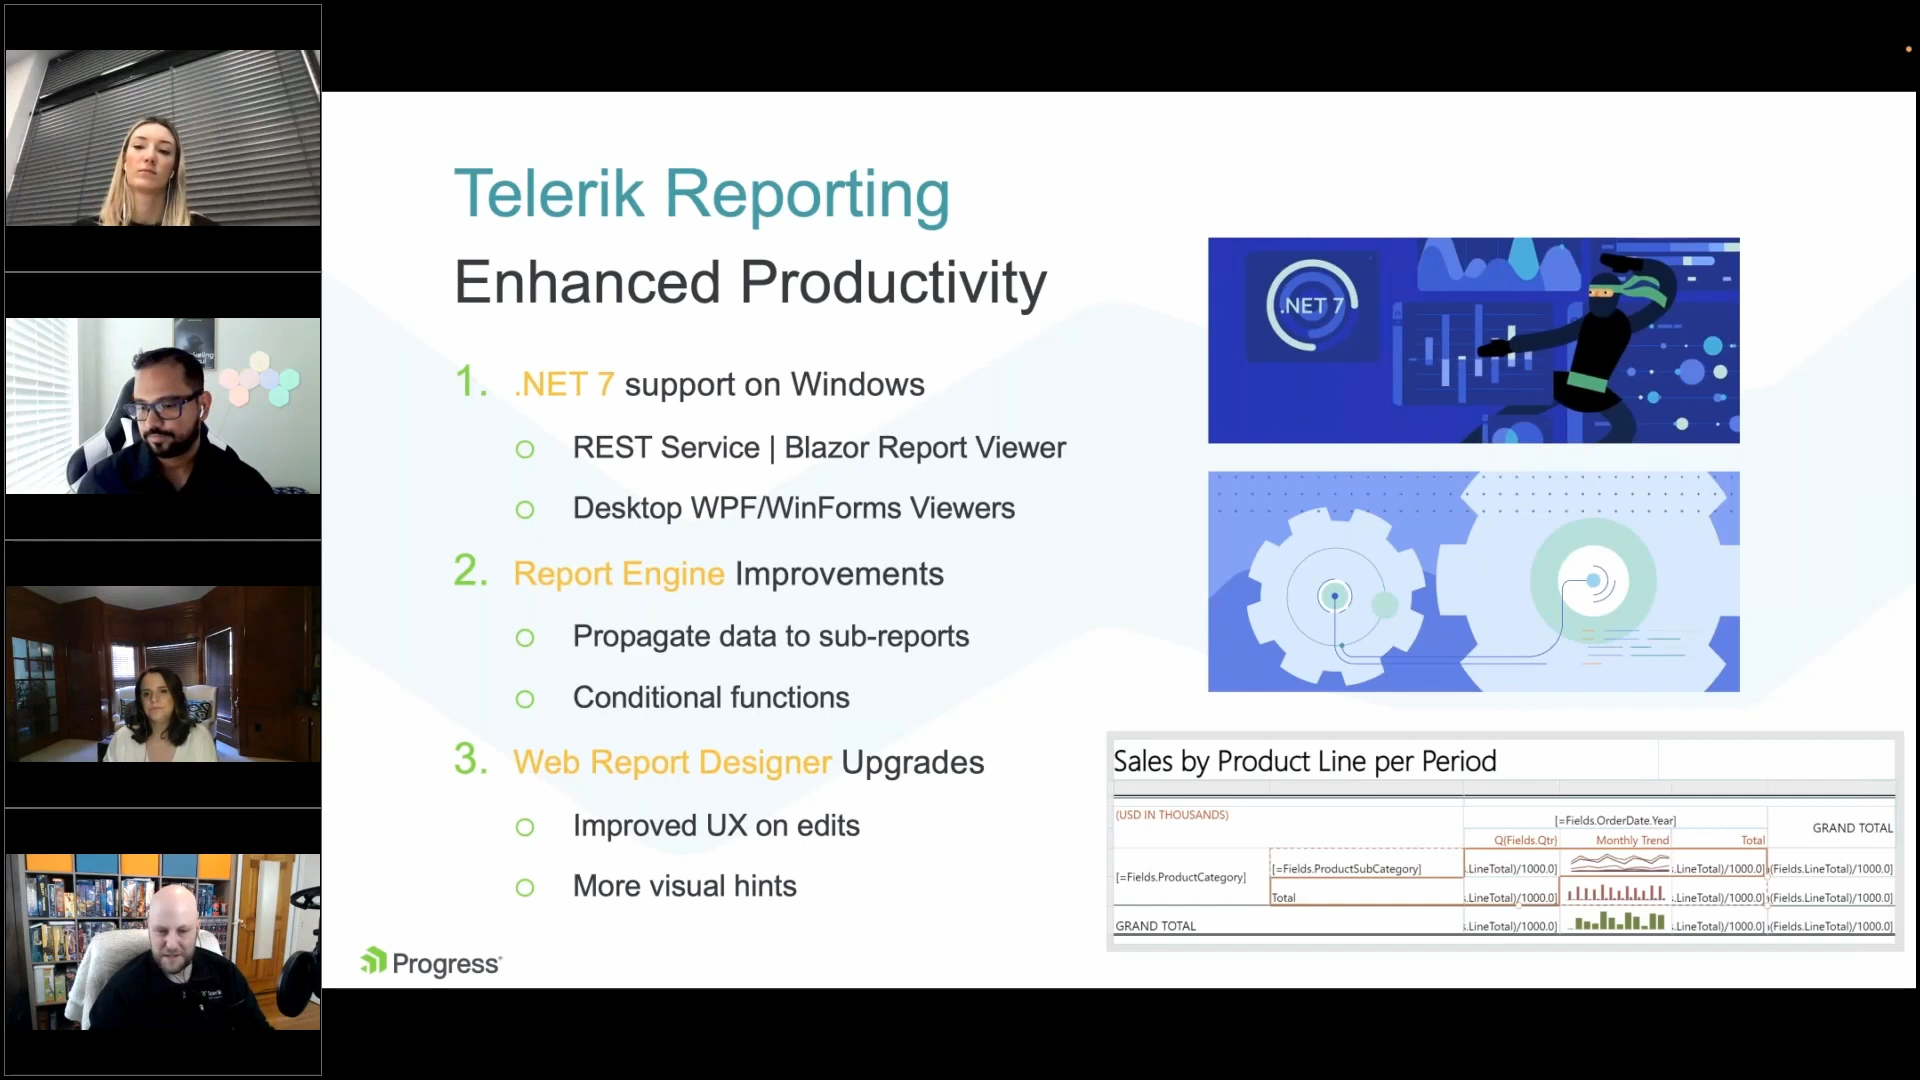 Telerik Reporting
Enhanced Productivity
1. .NET 7 support on Windows
REST Service | Blazor Report Viewer
Desktop WPF/WinForms Viewers
2. Report Engine Improvements
Propagate data to sub-reports
Conditional functions
3. Web Report Designer Upgrades
Improved UX on edits
More visual hints
Progress
.NET 7
Sales by Product Line per Period
(USD IN THOUSANDS)
[=Fields.OrderDate.Year]
GRAND TOTAL
Q(Fields.Qtr) Monthly Trend Total
[=Fields.ProductCategory]
[=Fields.ProductSubCategory] .LineTotal)/1000.0] .LineTotal)/1000.0] (Fields.LineTotal)/1000.0]
Total .LineTotal)/1000.0] .LineTotal)/1000.0] (Fields.LineTotal)/1000.0]
GRAND TOTAL .LineTotal)/1000.0] .LineTotal)/1000.0] (Fields.LineTotal)/1000.0]
Telerik